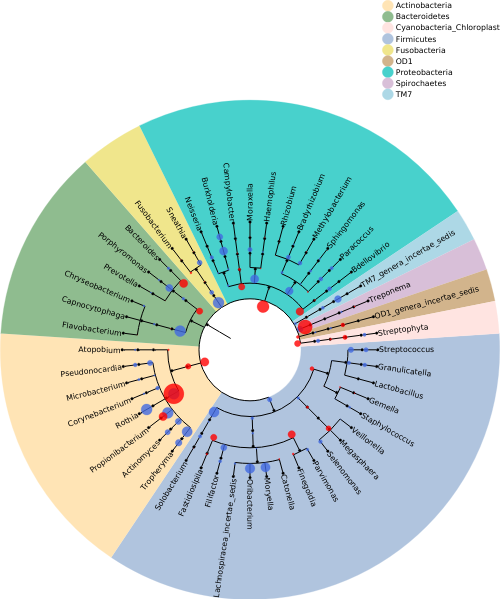 Actinobacteria
Bacteroidetes
Cyanobacteria_Chloroplast
Firmicutes
Fusobacteria
OD1
Proteobacteria
Spirochaetes
TM7
Fusobacterium
Sneathia
Neisseria
Burkholderia
Campylobacter
Moraxella
Haemophilus
Rhizobium
Bradyrhizobium
Methylobacterium
Sphingomonas
Paracoccus
Bdellovibrio
TM7_genera_incertae_sedis
Treponema
OD1_genera_incertae_sedis
Streptophyta
Streptococcus
Granulicatella
Lactobacillus
Gemella
Staphylococcus
Veillonella
Megasphaera
Selenomonas
Parvimonas
Finegoldia
Catonella
Moryella
Oribacterium
Lachnospiracea_incertae_sedis
Filifactor
Fastidiosipila
Solobacterium
Tropheryma
Actinomyces
Propionibacterium
Rothia
Corynebacterium
Microbacterium
Pseudonocardia
Atopobium
Flavobacterium
Capnocytophaga
Chryseobacterium
Prevotella
Porphyromonas
Bacteroides